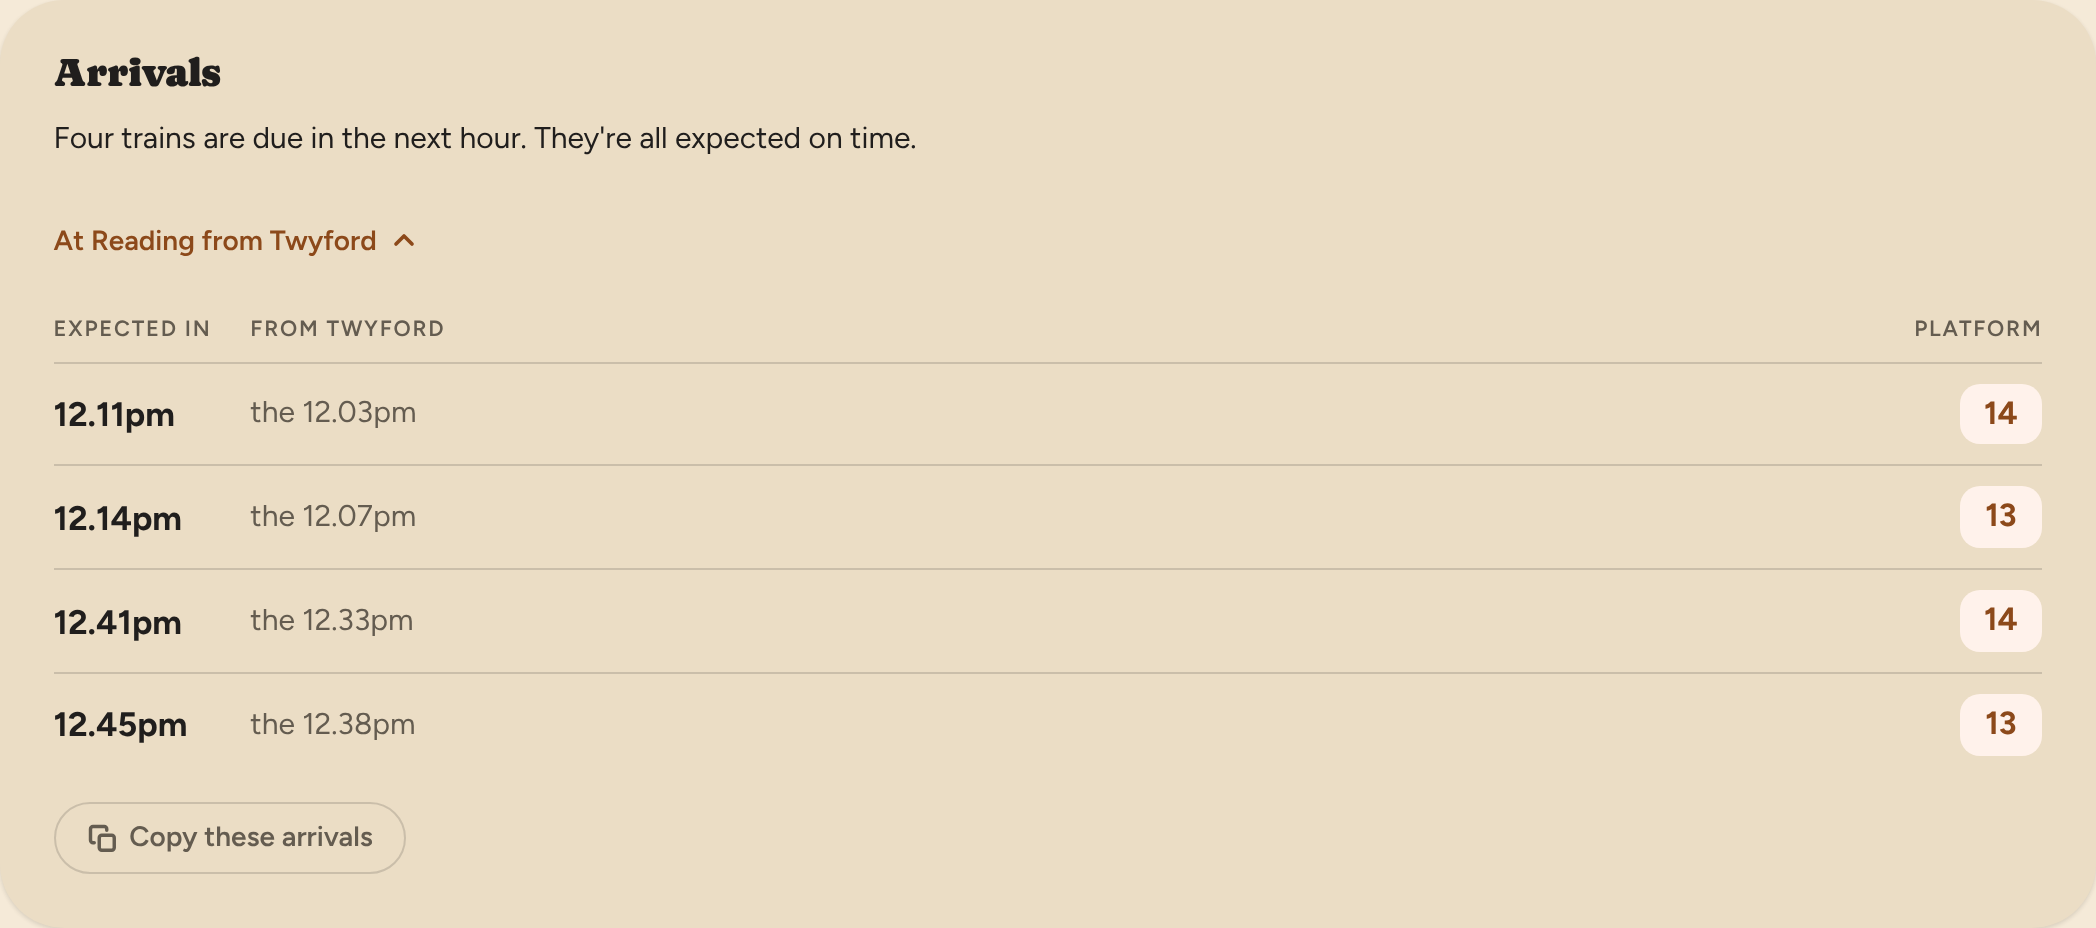 Arrivals
Four trains are due in the next hour. They're all expected on time.
At Reading from Twyford
EXPECTED IN FROM TWYFORD PLATFORM
12.11pm the 12.03pm 14
12.14pm the 12.07pm 13
12.41pm the 12.33pm 14
12.45pm the 12.38pm 13
Copy these arrivals